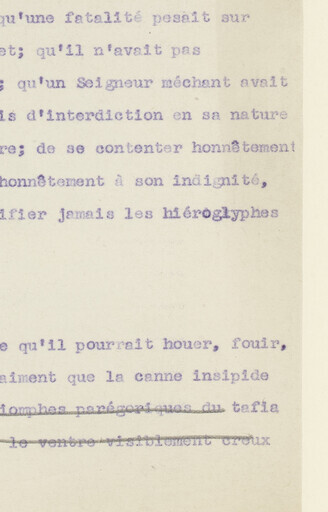 qu'une fatalité pesait sur
et; qu'il n'avait pas
; qu'un Seigneur méchant avait
is d'interdiction en sa nature
re; de se contenter honnêtement
honnêtement à son indignité,
ifier jamais les hiéroglyphes
e qu'il pourrait houer, fouir,
aiment que la canne insipide
iomphes parégoriques du tafia
le ventre visiblement creux